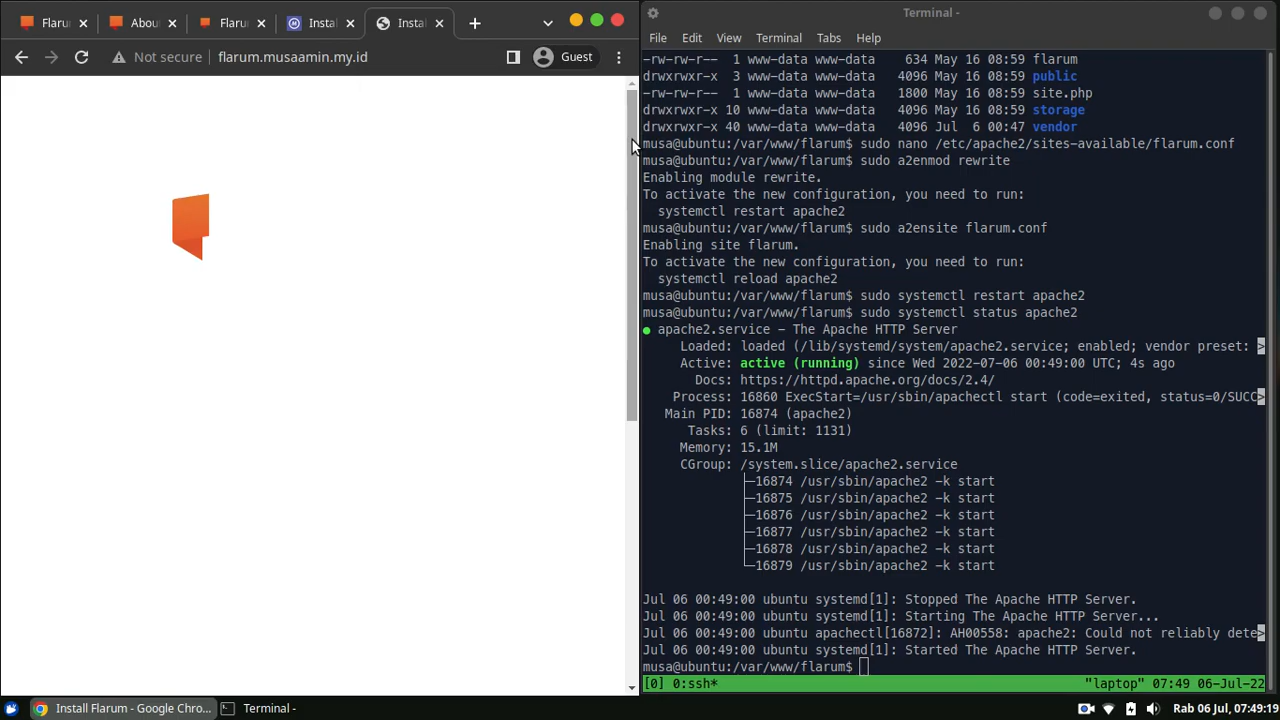 Flaru
Abou
Flaru
Instal
Instal
Not secure
flarum.musaamin.my.id
Guest
Terminal -
File Edit View Terminal Tabs Help
-rw-rw-r-- 1 www-data www-data 634 May 16 08:59 flarum
drwxrwxr-x 3 www-data www-data 4096 May 16 08:59 public
-rw-rw-r-- 1 www-data www-data 1800 May 16 08:59 site.php
drwxrwxr-x 10 www-data www-data 4096 May 16 08:59 storage
drwxrwxr-x 40 www-data www-data 4096 Jul 6 00:47 vendor
musa@ubuntu:/var/www/flarum$ sudo nano /etc/apache2/sites-available/flarum.conf
musa@ubuntu:/var/www/flarum$ sudo a2enmod rewrite
Enabling module rewrite.
To activate the new configuration, you need to run:
systemctl restart apache2
musa@ubuntu:/var/www/flarum$ sudo a2ensite flarum.conf
Enabling site flarum.
To activate the new configuration, you need to run:
systemctl reload apache2
musa@ubuntu:/var/www/flarum$ sudo systemctl restart apache2
musa@ubuntu:/var/www/flarum$ sudo systemctl status apache2
● apache2.service - The Apache HTTP Server
Loaded: loaded (/lib/systemd/system/apache2.service; enabled; vendor preset: >
Active: active (running) since Wed 2022-07-06 00:49:00 UTC; 4s ago
Docs: https://httpd.apache.org/docs/2.4/
Process: 16860 ExecStart=/usr/sbin/apachectl start (code=exited, status=0/SUCC>
Main PID: 16874 (apache2)
Tasks: 6 (limit: 1131)
Memory: 15.1M
CGroup: /system.slice/apache2.service
├─16874 /usr/sbin/apache2 -k start
├─16875 /usr/sbin/apache2 -k start
├─16876 /usr/sbin/apache2 -k start
├─16877 /usr/sbin/apache2 -k start
├─16878 /usr/sbin/apache2 -k start
└─16879 /usr/sbin/apache2 -k start
Jul 06 00:49:00 ubuntu systemd[1]: Stopped The Apache HTTP Server.
Jul 06 00:49:00 ubuntu systemd[1]: Starting The Apache HTTP Server...
Jul 06 00:49:00 ubuntu apachectl[16872]: AH00558: apache2: Could not reliably dete>
Jul 06 00:49:00 ubuntu systemd[1]: Started The Apache HTTP Server.
musa@ubuntu:/var/www/flarum$
[0] 0:ssh* "laptop" 07:49 06-Jul-22
Install Flarum - Google Chro...
Terminal -
Rab 06 Jul, 07:49:19